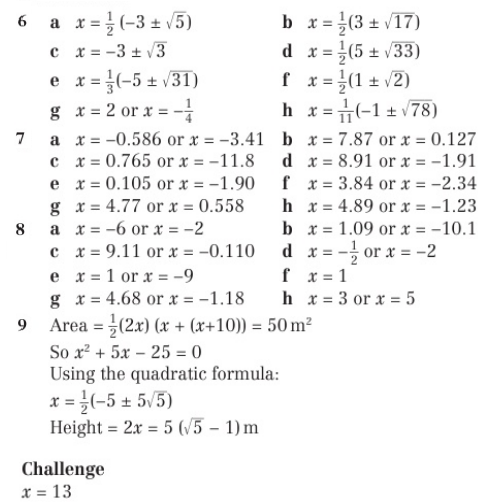 6 a x = 1/2 (−3 ± √5) b x = 1/2(3 ± √17)
c x = −3 ± √3 d x = 1/2(5 ± √33)
e x = 1/3(−5 ± √31) f x = 1/2(1 ± √2)
g x = 2 or x = −1/4 h x = 1/11(−1 ± √78)
7 a x = −0.586 or x = −3.41 b x = 7.87 or x = 0.127
c x = 0.765 or x = −11.8 d x = 8.91 or x = −1.91
e x = 0.105 or x = −1.90 f x = 3.84 or x = −2.34
g x = 4.77 or x = 0.558 h x = 4.89 or x = −1.23
8 a x = −6 or x = −2 b x = 1.09 or x = −10.1
c x = 9.11 or x = −0.110 d x = −1/2 or x = −2
e x = 1 or x = −9 f x = 1
g x = 4.68 or x = −1.18 h x = 3 or x = 5
9 Area = 1/2(2x) (x + (x+10)) = 50 m²
So x² + 5x − 25 = 0
Using the quadratic formula:
x = 1/2(−5 ± 5√5)
Height = 2x = 5 (√5 − 1) m
Challenge
x = 13